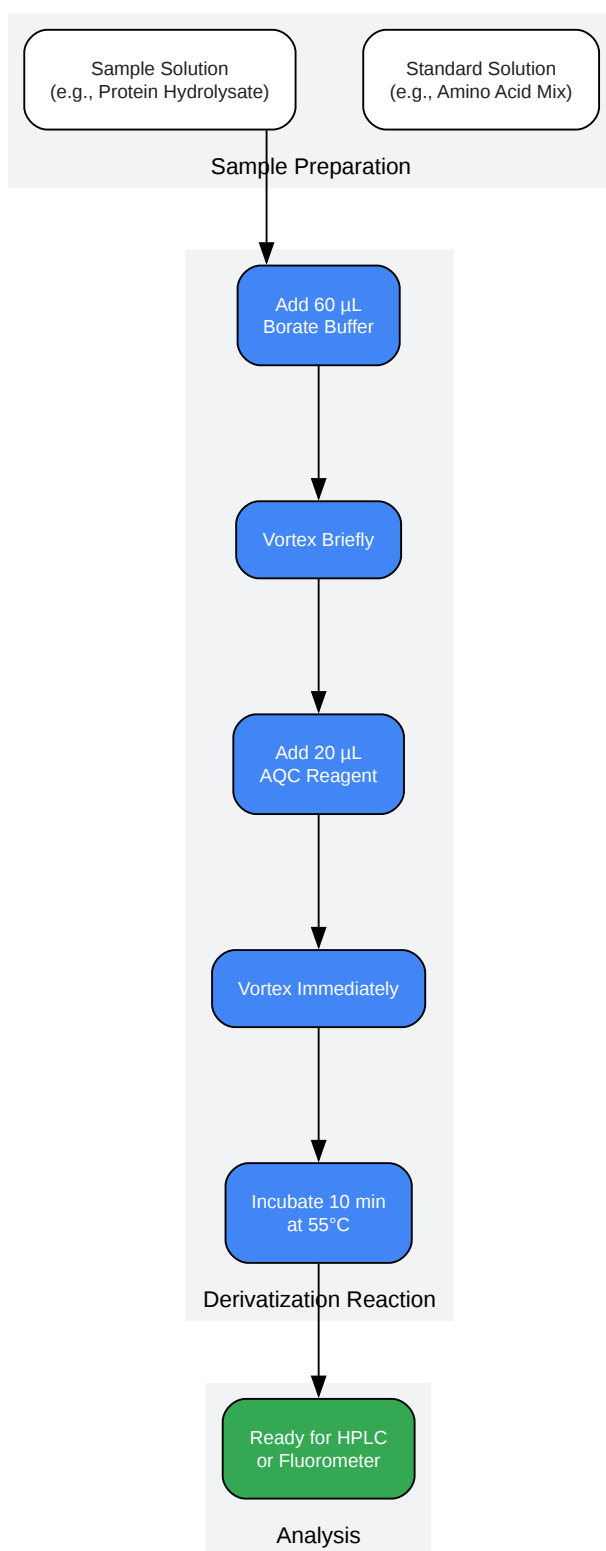 Sample Solution
(e.g., Protein Hydrolysate)
Standard Solution
(e.g., Amino Acid Mix)
Sample Preparation
Add 60 µL
Borate Buffer
Vortex Briefly
Add 20 µL
AQC Reagent
Vortex Immediately
Incubate 10 min
at 55°C
Derivatization Reaction
Ready for HPLC
or Fluorometer
Analysis